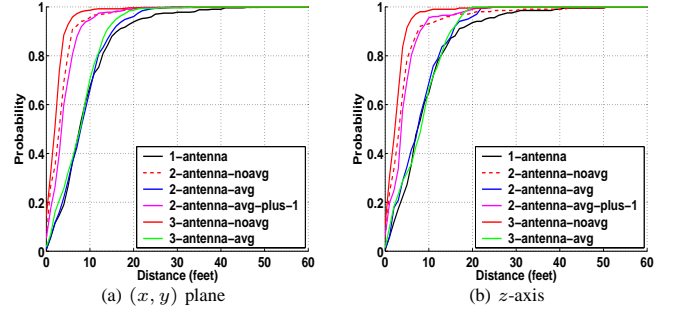 1
0.8
0.6
0.4
0.2
0
Probability
1−antenna
2−antenna−noavg
2−antenna−avg
2−antenna−avg−plus−1
3−antenna−noavg
3−antenna−avg
0 10 20 30 40 50 60
Distance (feet)
(a) (x, y) plane
1
0.8
0.6
0.4
0.2
0
Probability
1−antenna
2−antenna−noavg
2−antenna−avg
2−antenna−avg−plus−1
3−antenna−noavg
3−antenna−avg
0 10 20 30 40 50 60
Distance (feet)
(b) z-axis